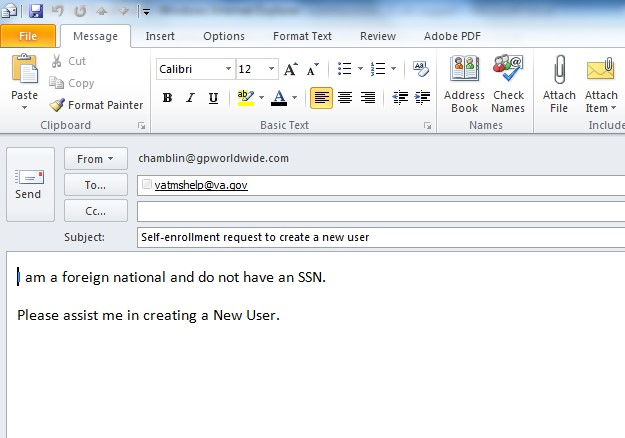 File Message Insert Options Format Text Review Adobe PDF
Paste
Cut
Copy
Format Painter
Clipboard
Calibri 12 A A
B I U ab A
Basic Text
Address Book
Check Names
Names
Attach File
Attach Item
Include
Send
From chamblin@gpworldwide.com
To... vatmshelp@va.gov
Cc...
Subject: Self-enrollment request to create a new user
I am a foreign national and do not have an SSN.
Please assist me in creating a New User.